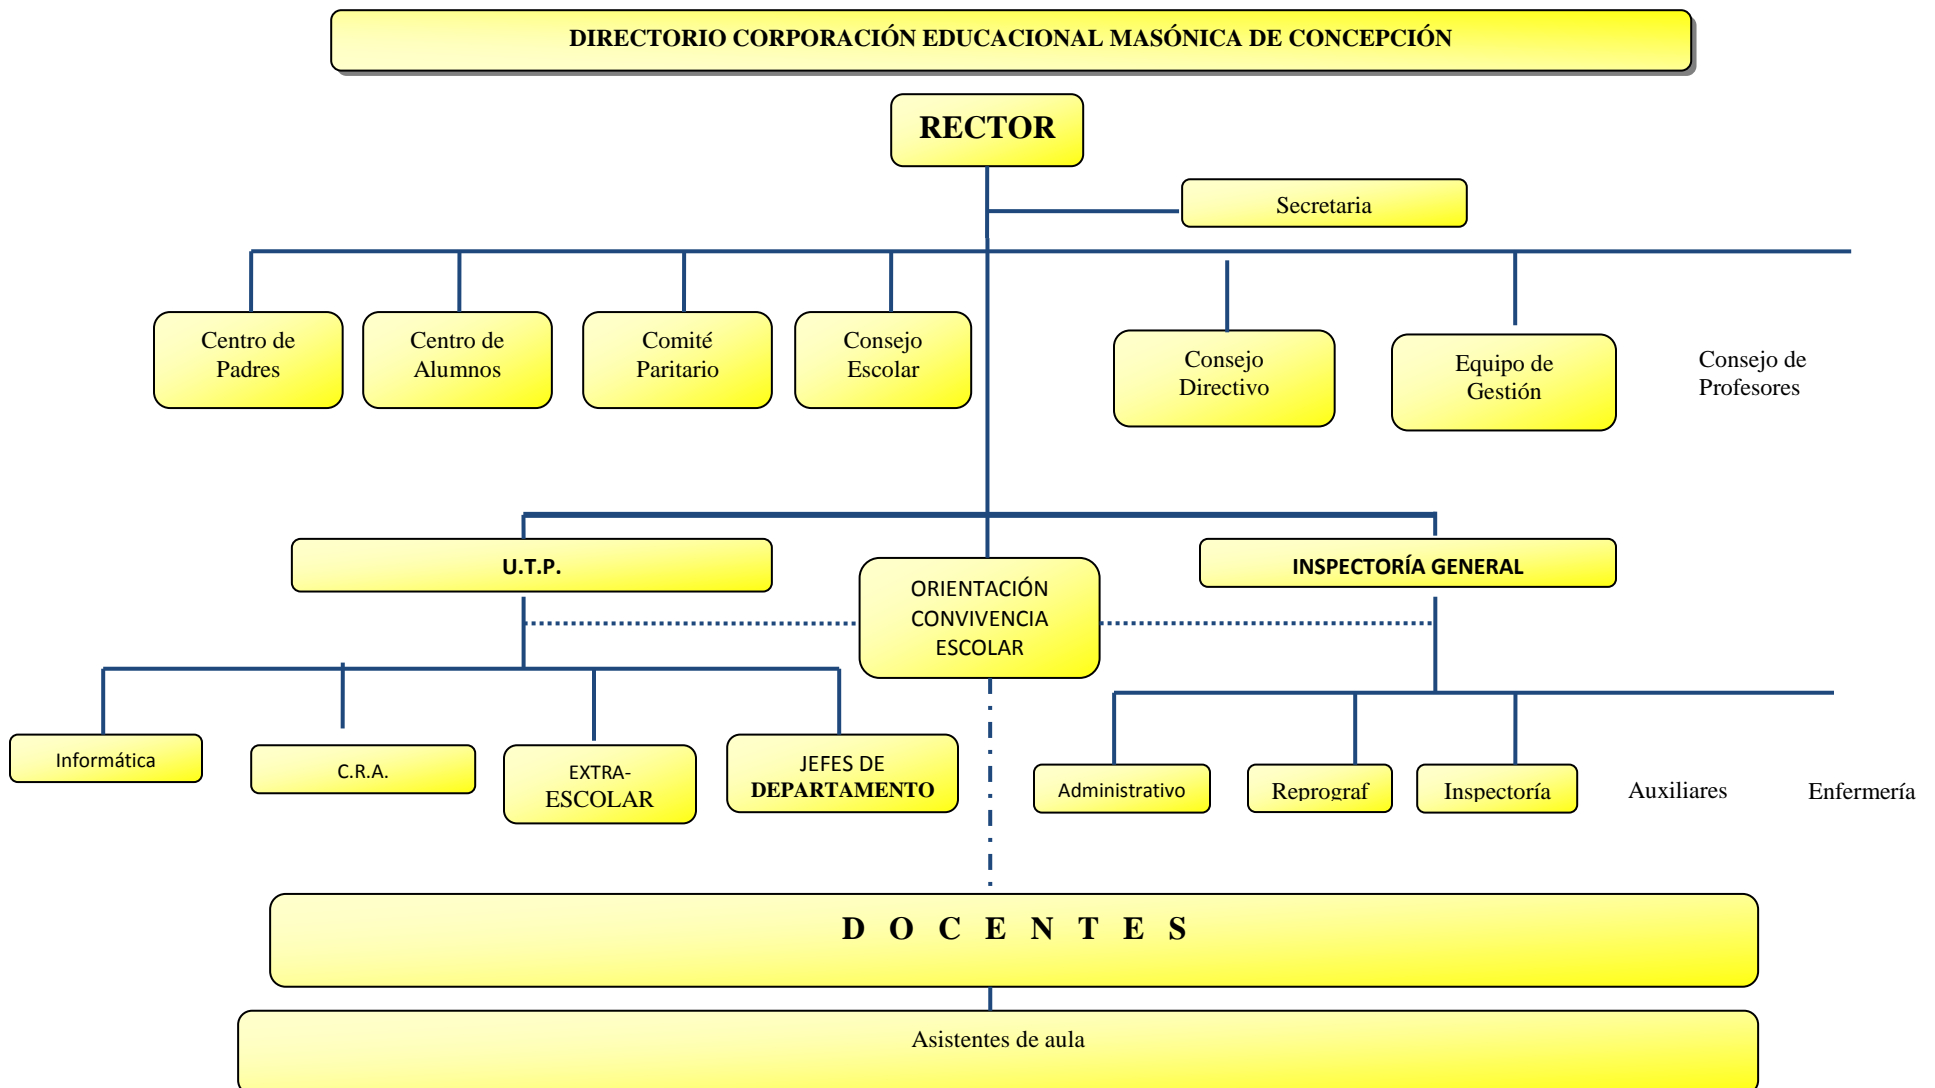 DIRECTORIO CORPORACIÓN EDUCACIONAL MASÓNICA DE CONCEPCIÓN
RECTOR
Secretaria
Centro de
Padres
Centro de
Alumnos
Comité
Paritario
Consejo
Escolar
Consejo
Directivo
Equipo de
Gestión
Consejo de
Profesores
U.T.P.
ORIENTACIÓN
CONVIVENCIA
ESCOLAR
INSPECTORÍA GENERAL
Informática
C.R.A.
EXTRA-
ESCOLAR
JEFES DE
DEPARTAMENTO
Administrativo
Reprograf
Inspectoría
Auxiliares
Enfermería
D O C E N T E S
Asistentes de aula